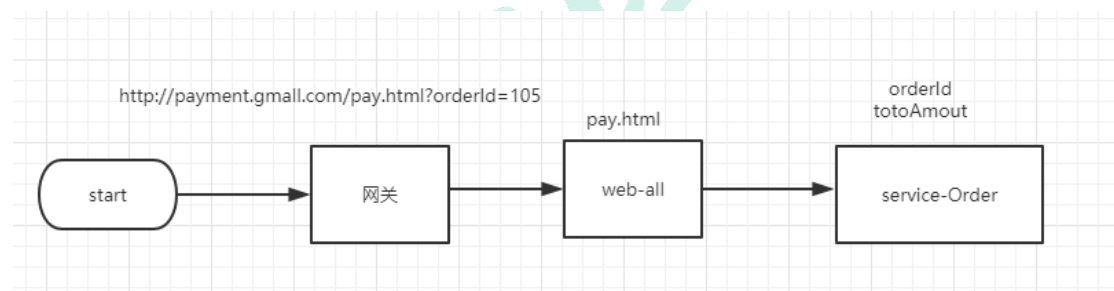 http://payment.gmall.com/pay.html?orderId=105
orderId
totoAmout
pay.html
start
网关
web-all
service-Order